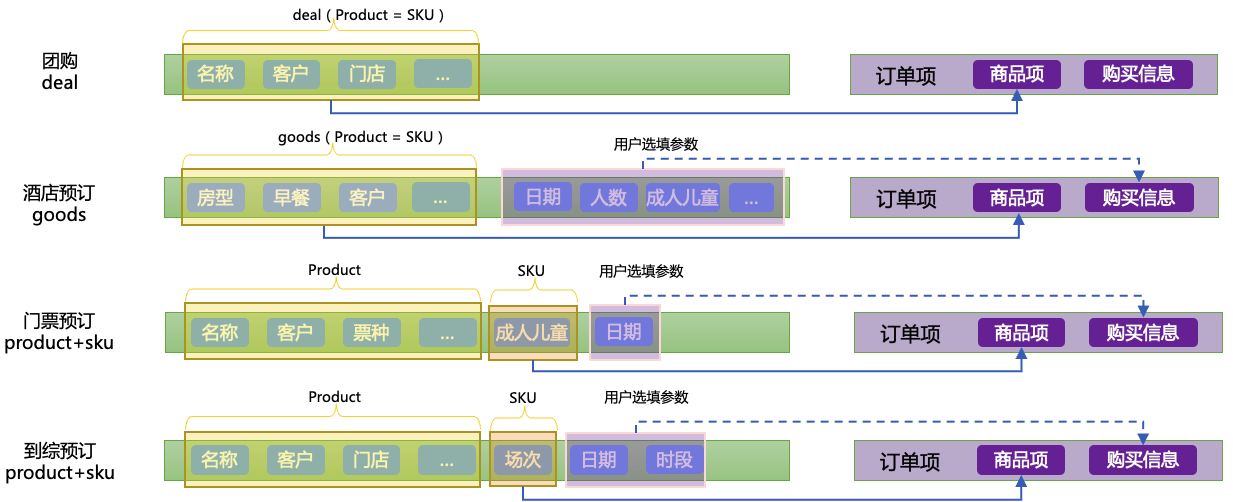 deal ( Product = SKU )
团购
deal
名称 客户 门店 ...
订单项 商品项 购买信息
goods ( Product = SKU )
用户选填参数
酒店预订
goods
房型 早餐 客户 ...
日期 人数 成人儿童 ...
订单项 商品项 购买信息
Product
SKU
用户选填参数
门票预订
product+sku
名称 客户 票种 ...
成人儿童
日期
订单项 商品项 购买信息
Product
SKU
用户选填参数
到综预订
product+sku
名称 客户 门店 ...
场次
日期 时段
订单项 商品项 购买信息